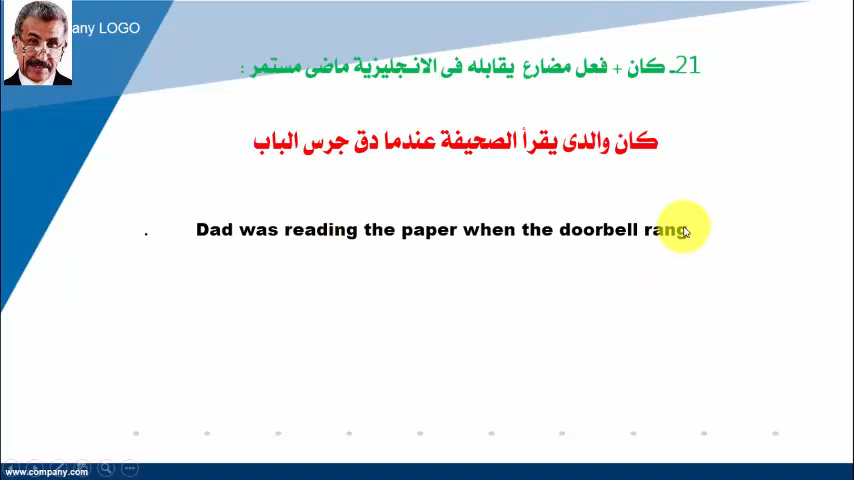 any LOGO
21ـ كان + فعل مضارع يقابله فى الانجليزية ماضى مستمر :
كان والدى يقرأ الصحيفة عندما دق جرس الباب
Dad was reading the paper when the doorbell rang.
www.company.com